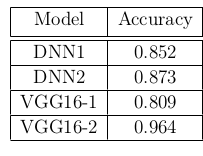 Model Accuracy
DNN1 0.852
DNN2 0.873
VGG16-1 0.809
VGG16-2 0.964